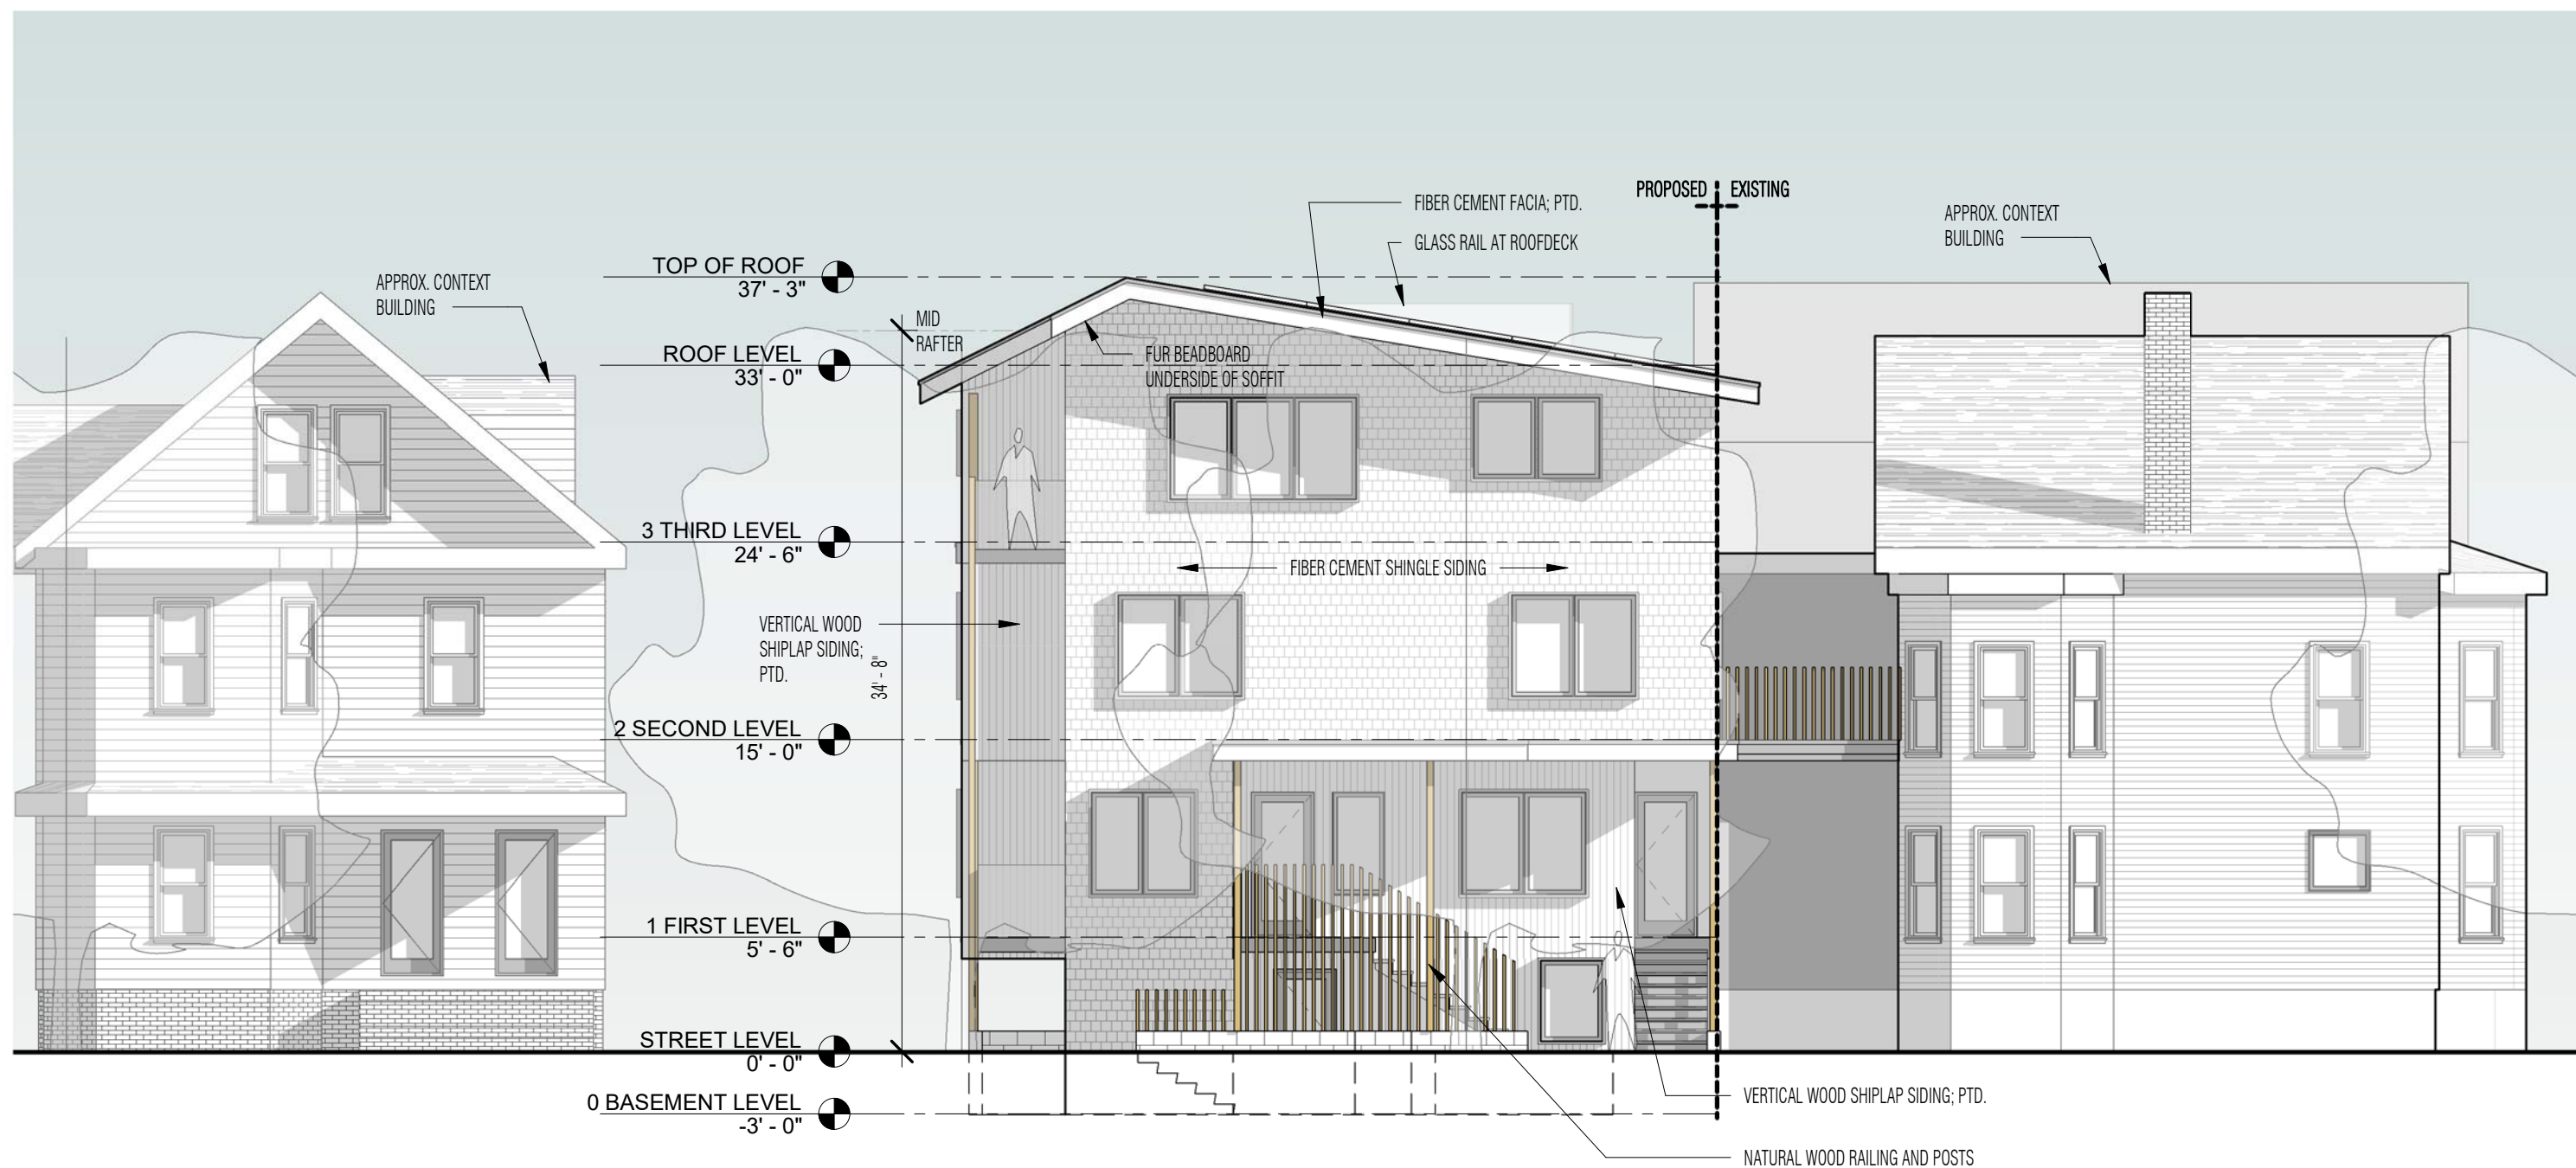 PROPOSED EXISTING
FIBER CEMENT FACIA; PTD.
GLASS RAIL AT ROOFDECK
APPROX. CONTEXT
BUILDING
APPROX. CONTEXT
BUILDING
TOP OF ROOF
37' - 3"
MID
RAFTER
ROOF LEVEL
33' - 0"
FUR BEADBOARD
UNDERSIDE OF SOFFIT
3 THIRD LEVEL
24' - 6"
FIBER CEMENT SHINGLE SIDING
VERTICAL WOOD
SHIPLAP SIDING;
PTD.
34' - 8"
2 SECOND LEVEL
15' - 0"
1 FIRST LEVEL
5' - 6"
STREET LEVEL
0' - 0"
0 BASEMENT LEVEL
-3' - 0"
VERTICAL WOOD SHIPLAP SIDING; PTD.
NATURAL WOOD RAILING AND POSTS